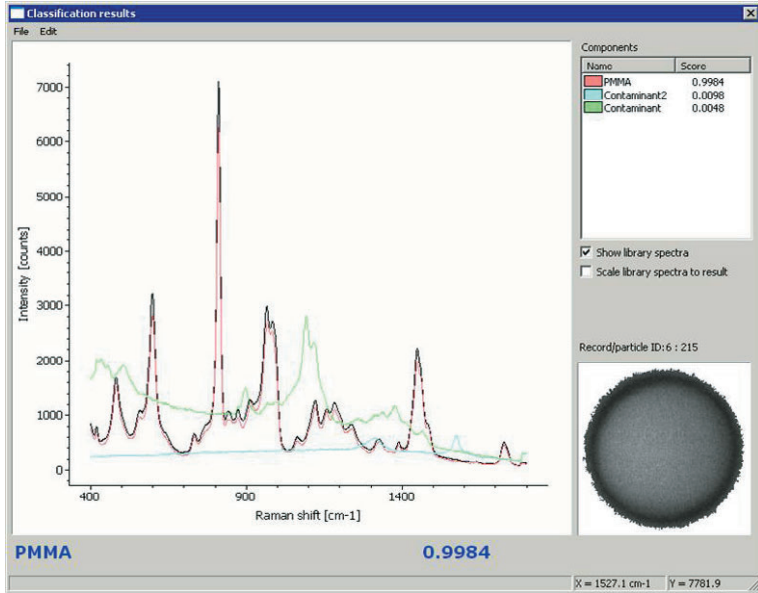 Classification results
File Edit
Intensity [counts]
7000
6000
5000
4000
3000
2000
1000
0
400 900 1400
Raman shift [cm-1]
Components
Name Score
PMMA 0.9984
Contaminant2 0.0098
Contaminant 0.0048
Show library spectra
Scale library spectra to result
Record/particle ID:6 : 215
PMMA 0.9984
X = 1527.1 cm-1 Y = 7781.9